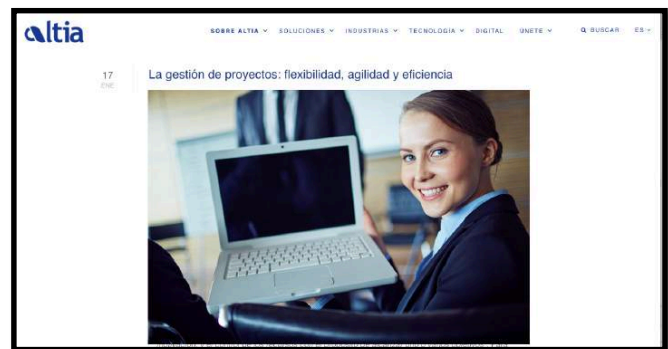 altia
SOBRE ALTIA SOLUCIONES INDUSTRIAS TECNOLOGÍA DIGITAL ÚNETE BUSCAR ES
17
ENE
La gestión de proyectos: flexibilidad, agilidad y eficiencia